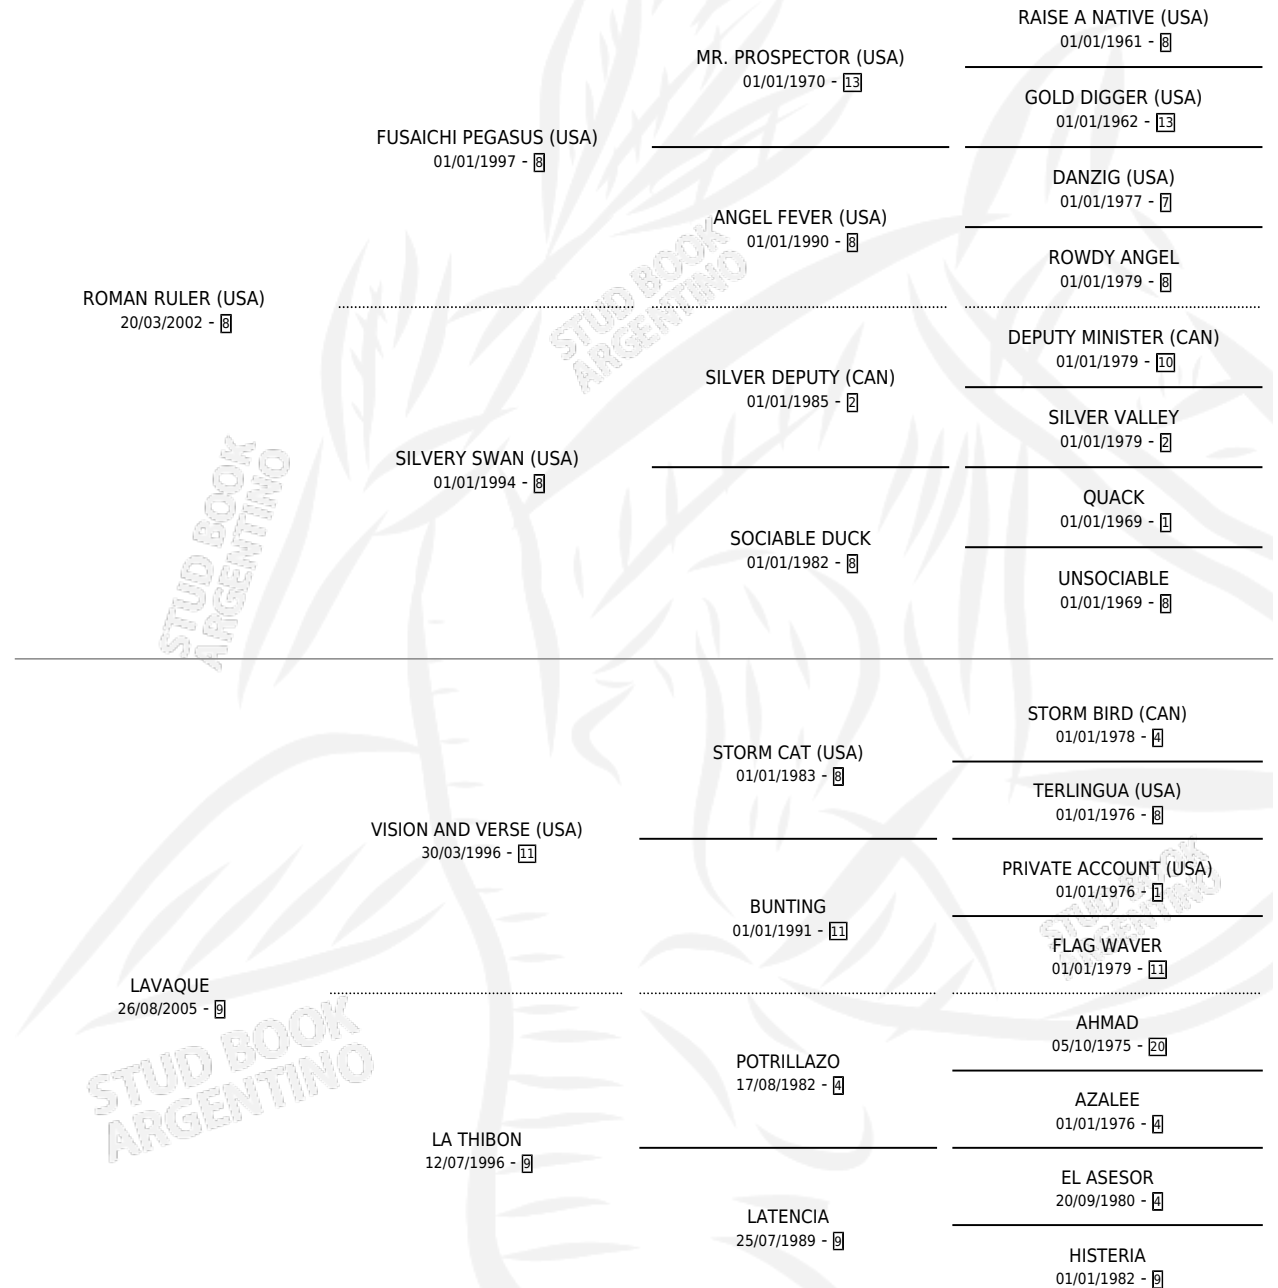 RAISE A NATIVE (USA)
01/01/1961 - 8
MR. PROSPECTOR (USA)
01/01/1970 - 13
GOLD DIGGER (USA)
01/01/1962 - 13
FUSAICHI PEGASUS (USA)
01/01/1997 - 8
DANZIG (USA)
01/01/1977 - 7
ANGEL FEVER (USA)
01/01/1990 - 8
ROWDY ANGEL
01/01/1979 - 8
ROMAN RULER (USA)
20/03/2002 - 8
DEPUTY MINISTER (CAN)
01/01/1979 - 10
SILVER DEPUTY (CAN)
01/01/1985 - 2
SILVER VALLEY
01/01/1979 - 2
SILVERY SWAN (USA)
01/01/1994 - 8
QUACK
01/01/1969 - 1
SOCIABLE DUCK
01/01/1982 - 8
UNSOCIABLE
01/01/1969 - 8
STORM BIRD (CAN)
01/01/1978 - 4
STORM CAT (USA)
01/01/1983 - 8
TERLINGUA (USA)
01/01/1976 - 8
VISION AND VERSE (USA)
30/03/1996 - 11
PRIVATE ACCOUNT (USA)
01/01/1976 - 1
BUNTING
01/01/1991 - 11
FLAG WAVER
01/01/1979 - 11
LAVAQUE
26/08/2005 - 9
AHMAD
05/10/1975 - 20
POTRILLAZO
17/08/1982 - 4
AZALEE
01/01/1976 - 4
LA THIBON
12/07/1996 - 9
EL ASESOR
20/09/1980 - 4
LATENCIA
25/07/1989 - 9
HISTERIA
01/01/1982 - 9
STUD BOOK
ARGENTINO
STUD BOOK
ARGENTINO
STUD BOOK
ARGENTINO
STUD BOOK
ARGENTINO